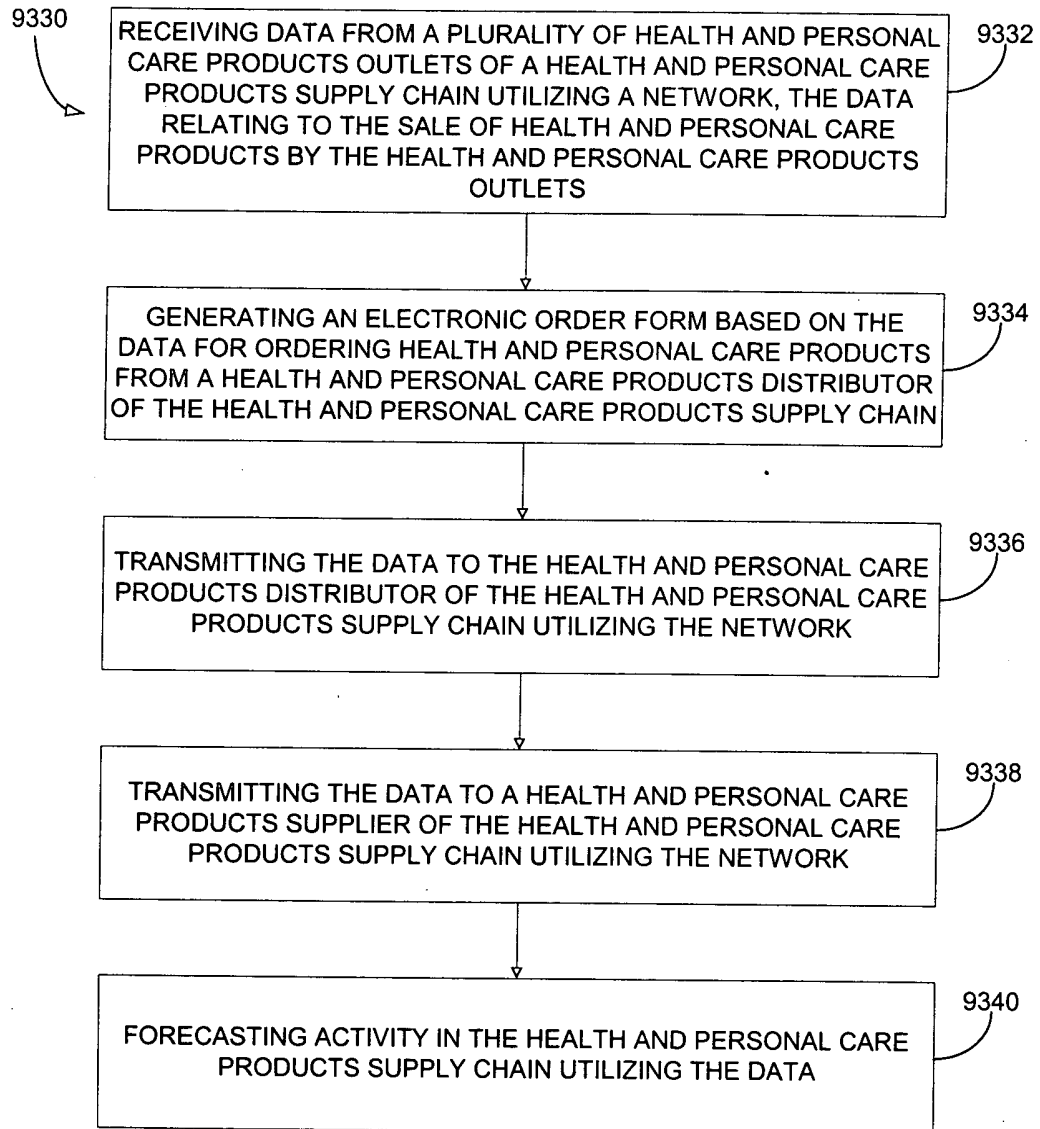 9330
RECEIVING DATA FROM A PLURALITY OF HEALTH AND PERSONAL
CARE PRODUCTS OUTLETS OF A HEALTH AND PERSONAL CARE
PRODUCTS SUPPLY CHAIN UTILIZING A NETWORK, THE DATA
RELATING TO THE SALE OF HEALTH AND PERSONAL CARE
PRODUCTS BY THE HEALTH AND PERSONAL CARE PRODUCTS
OUTLETS
9332
GENERATING AN ELECTRONIC ORDER FORM BASED ON THE
DATA FOR ORDERING HEALTH AND PERSONAL CARE PRODUCTS
FROM A HEALTH AND PERSONAL CARE PRODUCTS DISTRIBUTOR
OF THE HEALTH AND PERSONAL CARE PRODUCTS SUPPLY CHAIN
9334
TRANSMITTING THE DATA TO THE HEALTH AND PERSONAL CARE
PRODUCTS DISTRIBUTOR OF THE HEALTH AND PERSONAL CARE
PRODUCTS SUPPLY CHAIN UTILIZING THE NETWORK
9336
TRANSMITTING THE DATA TO A HEALTH AND PERSONAL CARE
PRODUCTS SUPPLIER OF THE HEALTH AND PERSONAL CARE
PRODUCTS SUPPLY CHAIN UTILIZING THE NETWORK
9338
FORECASTING ACTIVITY IN THE HEALTH AND PERSONAL CARE
PRODUCTS SUPPLY CHAIN UTILIZING THE DATA
9340